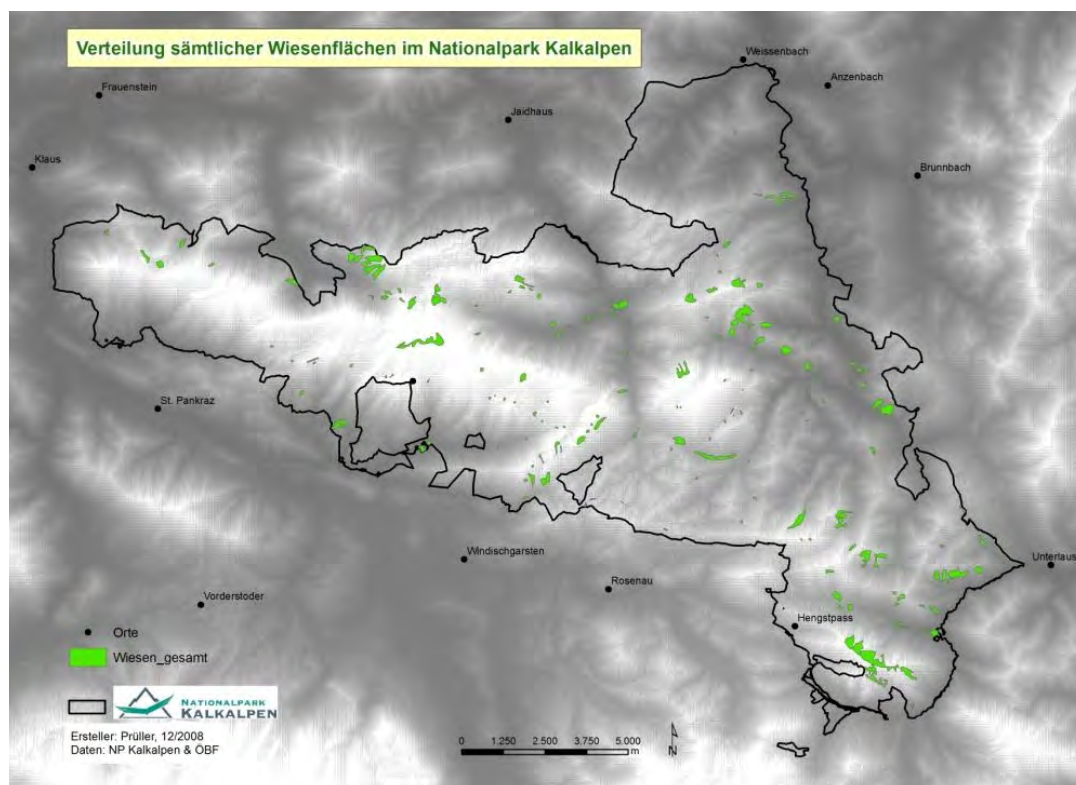 Verteilung sämtlicher Wiesenflächen im Nationalpark Kalkalpen
Weissenbach
Anzenbach
Frauenstein
Jaidhaus
Klaus
Brunnbach
St. Pankraz
Windischgarsten
Unterlaus
Rosenau
Vorderstoder
Hengstpass
Orte
Wiesen_gesamt
NATIONALPARK
KALKALPEN
Ersteller: Prüller, 12/2008
Daten: NP Kalkalpen & ÖBF
0 1.250 2.500 3.750 5.000
m
N